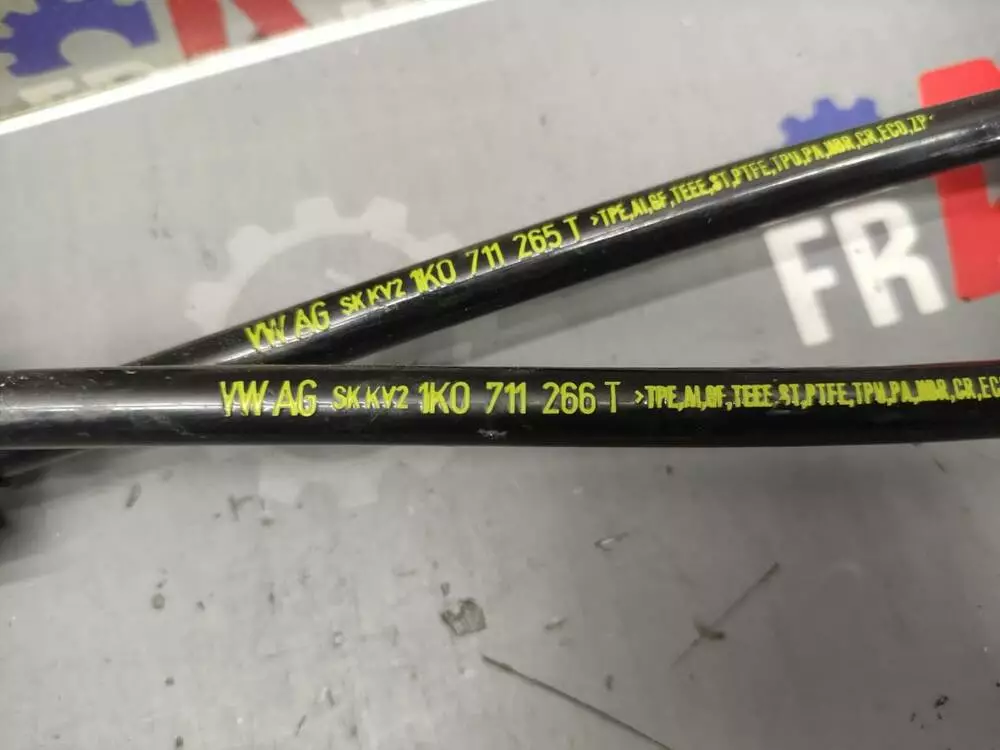 FR
VW AG SK.KV2 1K0 711 265 T >TPE,Al,GF,TEEE,ST,PTFE,TPU,PA,NBR,CR,ECO,ZP
VW AG SK.KV2 1K0 711 266 T >TPE,Al,GF,TEEE,ST,PTFE,TPU,PA,NBR,CR,EC